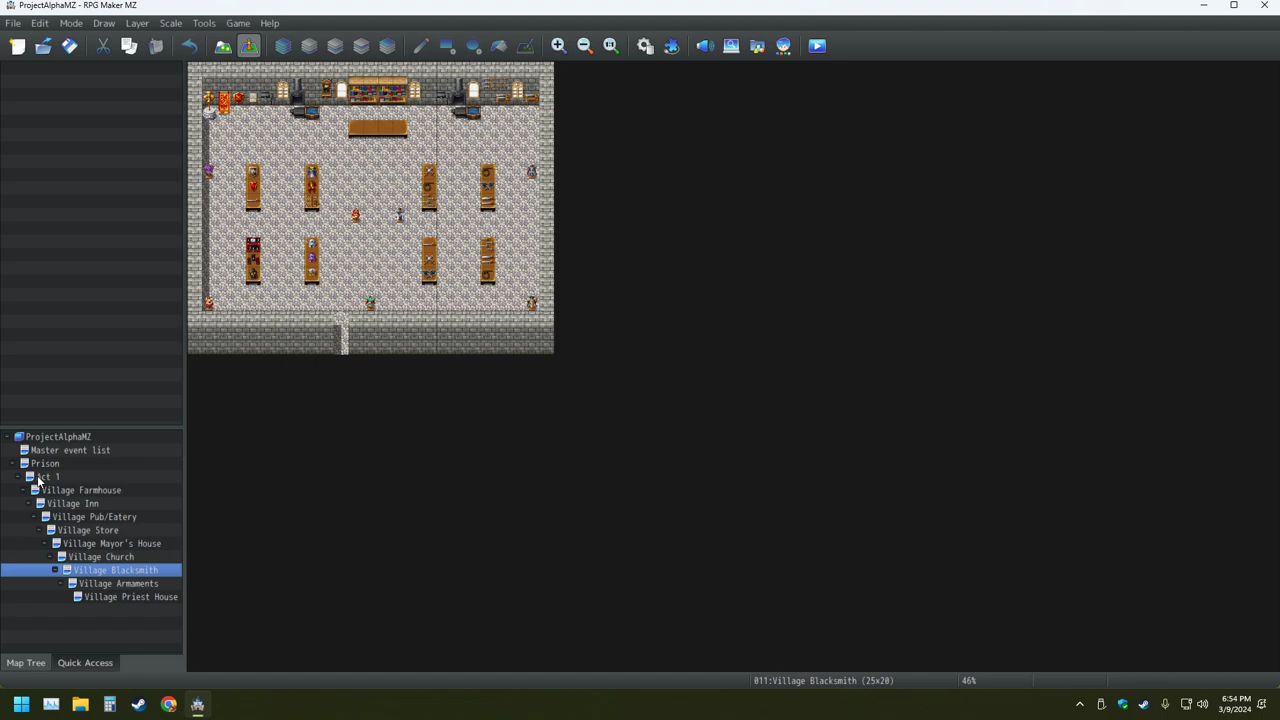 ProjectAlphaMZ - RPG Maker MZ
File Edit Mode Draw Layer Scale Tools Game Help
ProjectAlphaMZ
Master event list
Prison
Act 1
Village Farmhouse
Village Inn
Village Pub/Eatery
Village Store
Village Mayor's House
Village Church
Village Blacksmith
Village Armaments
Village Priest House
Map Tree Quick Access
011:Village Blacksmith (25x20) 46%
6:54 PM
3/9/2024